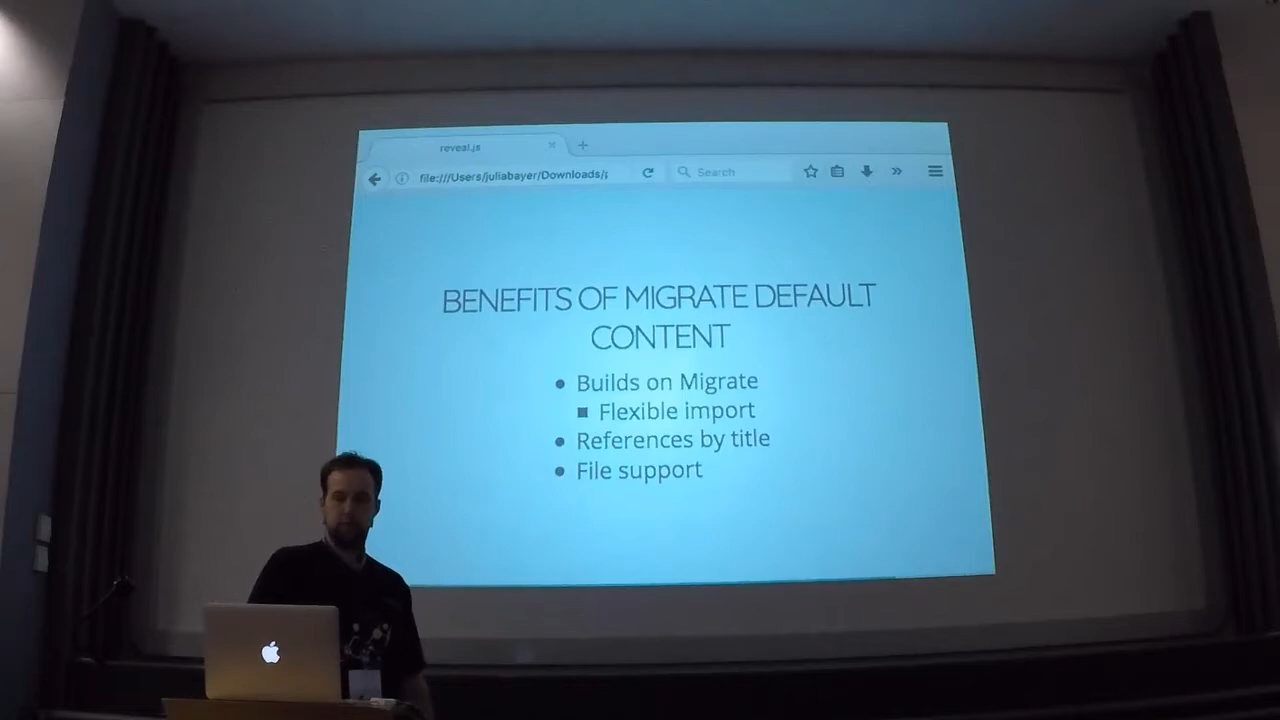 reveal.js
file:///Users/juliabayer/Downloads/
Search
BENEFITS OF MIGRATE DEFAULT
CONTENT
Builds on Migrate
Flexible import
References by title
File support